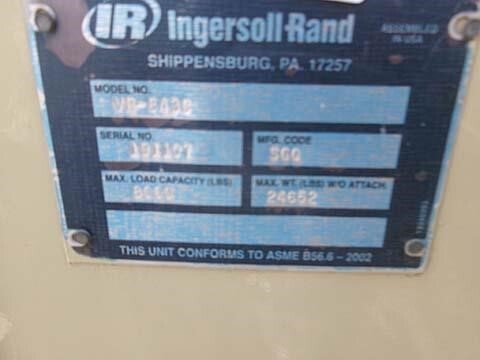 IR Ingersoll-Rand
ASSEMBLED
IN USA
SHIPPENSBURG, PA. 17257
MODEL NO.
SERIAL NO.
MFG. CODE
191107
MAX. LOAD CAPACITY (LBS)
MAX. WT. (LBS) W/O ATTACH.
24652
THIS UNIT CONFORMS TO ASME B56.6 – 2002